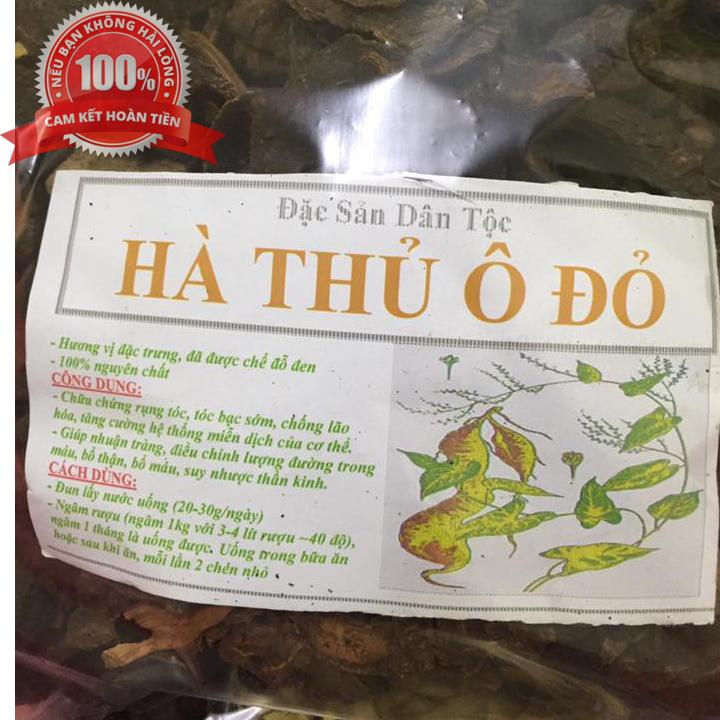 NẾU BẠN KHÔNG HÀI LÒNG
100%
CAM KẾT HOÀN TIỀN
Đặc Sản Dân Tộc
HÀ THỦ Ô ĐỎ
- Hương vị đặc trưng, đã được chế đỗ đen
- 100% nguyên chất
CÔNG DỤNG:
- Chữa chứng rụng tóc, tóc bạc sớm, chống lão
hóa, tăng cường hệ thống miễn dịch của cơ thể.
- Giúp nhuận tràng, điều chỉnh lượng đường trong
máu, bồ thận, bổ máu, suy nhược thần kinh.
CÁCH DÙNG:
- Đun lấy nước uống (20-30g/ngày)
- Ngâm rượu (ngâm 1kg với 3-4 lít rượu ~40 độ),
ngâm 1 tháng là uống được. Uống trong bữa ăn
hoặc sau khi ăn, mỗi lần 2 chén nhỏ